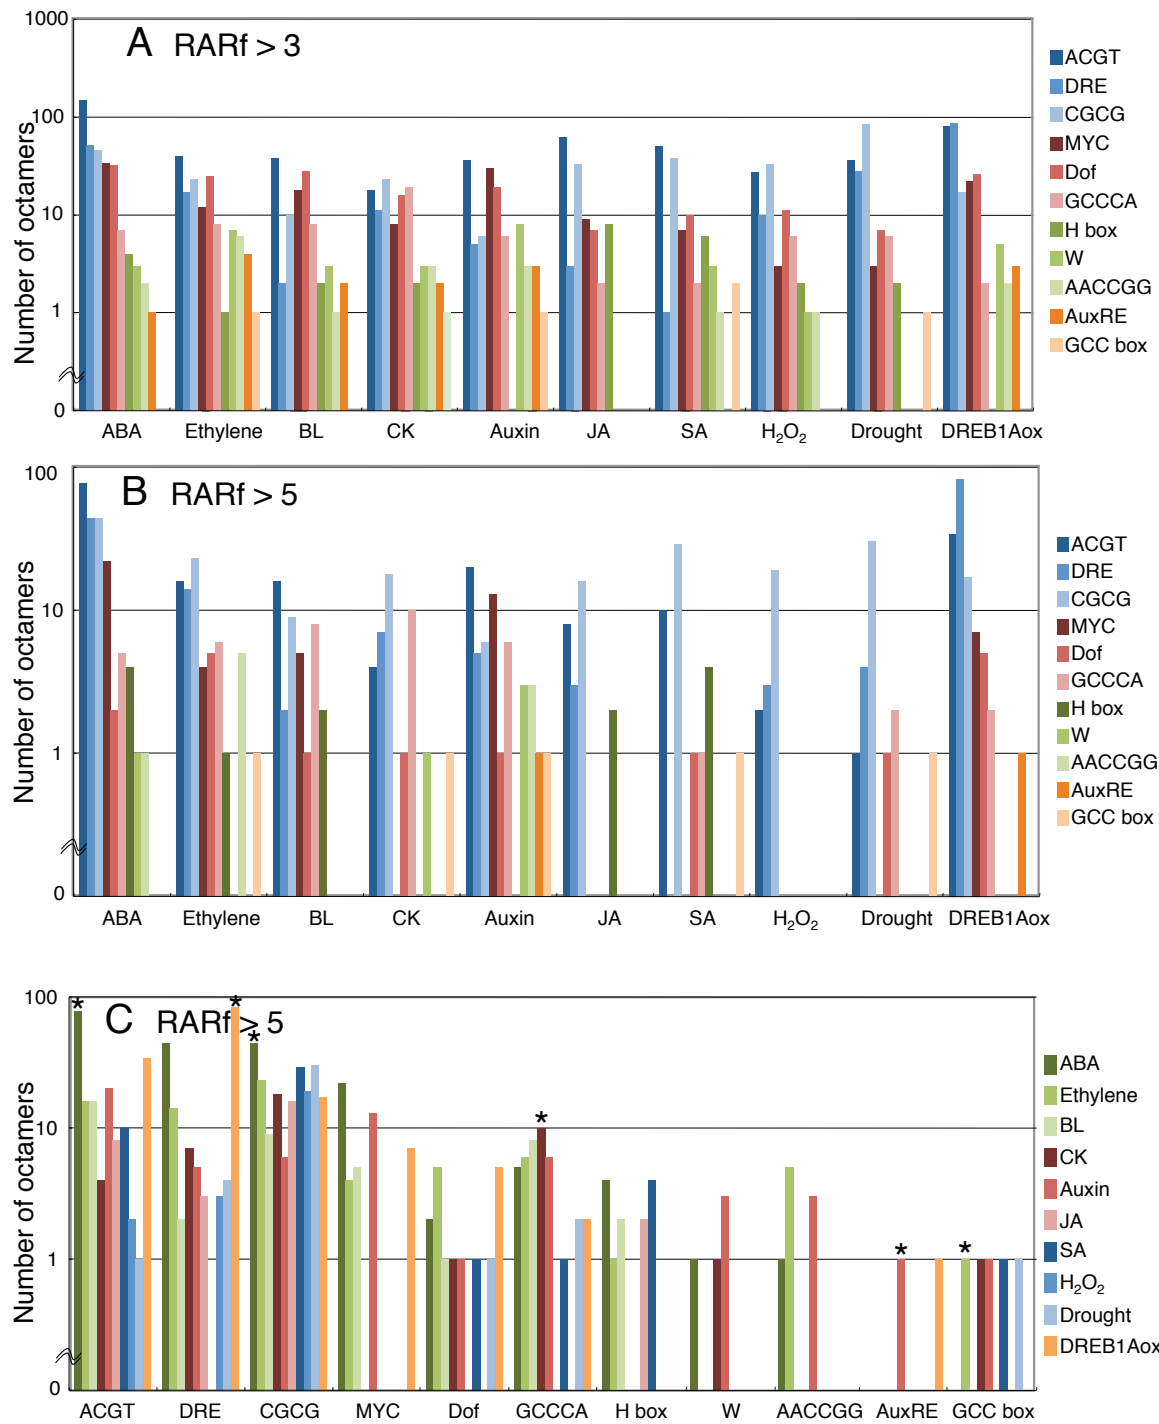 A RARf > 3
Number of octamers
1000
100
10
1
0
ABA Ethylene BL CK Auxin JA SA H₂O₂ Drought DREB1Aox
ACGT
DRE
CGCG
MYC
Dof
GCCCA
H box
W
AACCGG
AuxRE
GCC box
B RARf > 5
Number of octamers
100
10
1
0
ABA Ethylene BL CK Auxin JA SA H₂O₂ Drought DREB1Aox
ACGT
DRE
CGCG
MYC
Dof
GCCCA
H box
W
AACCGG
AuxRE
GCC box
C RARf > 5
Number of octamers
100
10
1
0
* * * * * *
ACGT DRE CGCG MYC Dof GCCCA H box W AACCGG AuxRE GCC box
ABA
Ethylene
BL
CK
Auxin
JA
SA
H₂O₂
Drought
DREB1Aox